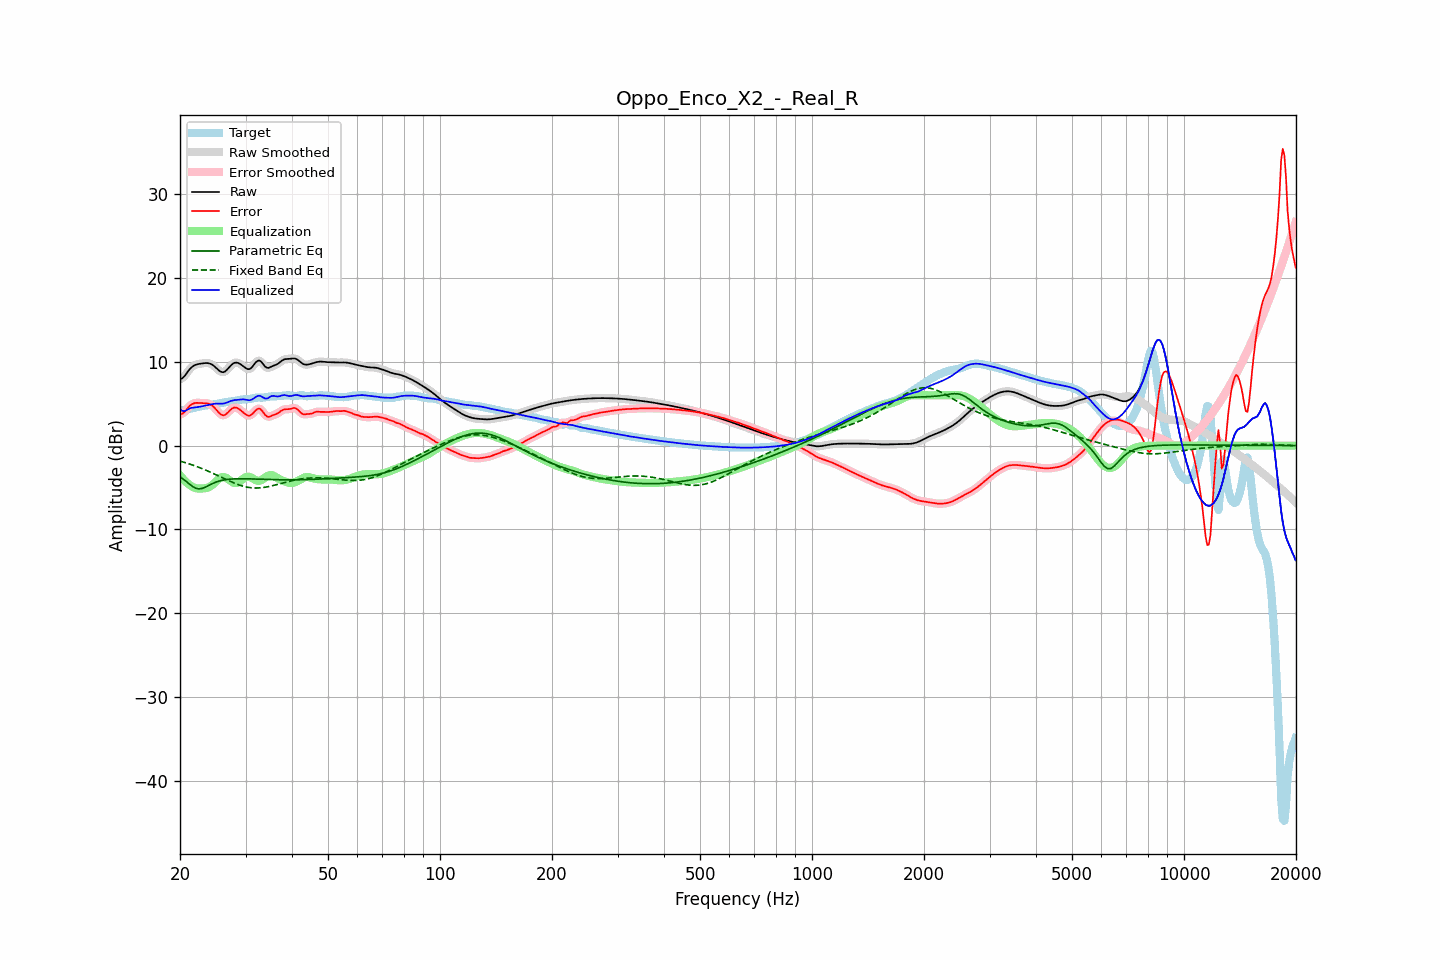 Oppo_Enco_X2_-_Real_R
Target
Raw Smoothed
Error Smoothed
Raw
Error
Equalization
Parametric Eq
Fixed Band Eq
Equalized
Amplitude (dBr)
30
20
10
0
−10
−20
−30
−40
20 50 100 200 500 1000 2000 5000 10000 20000
Frequency (Hz)